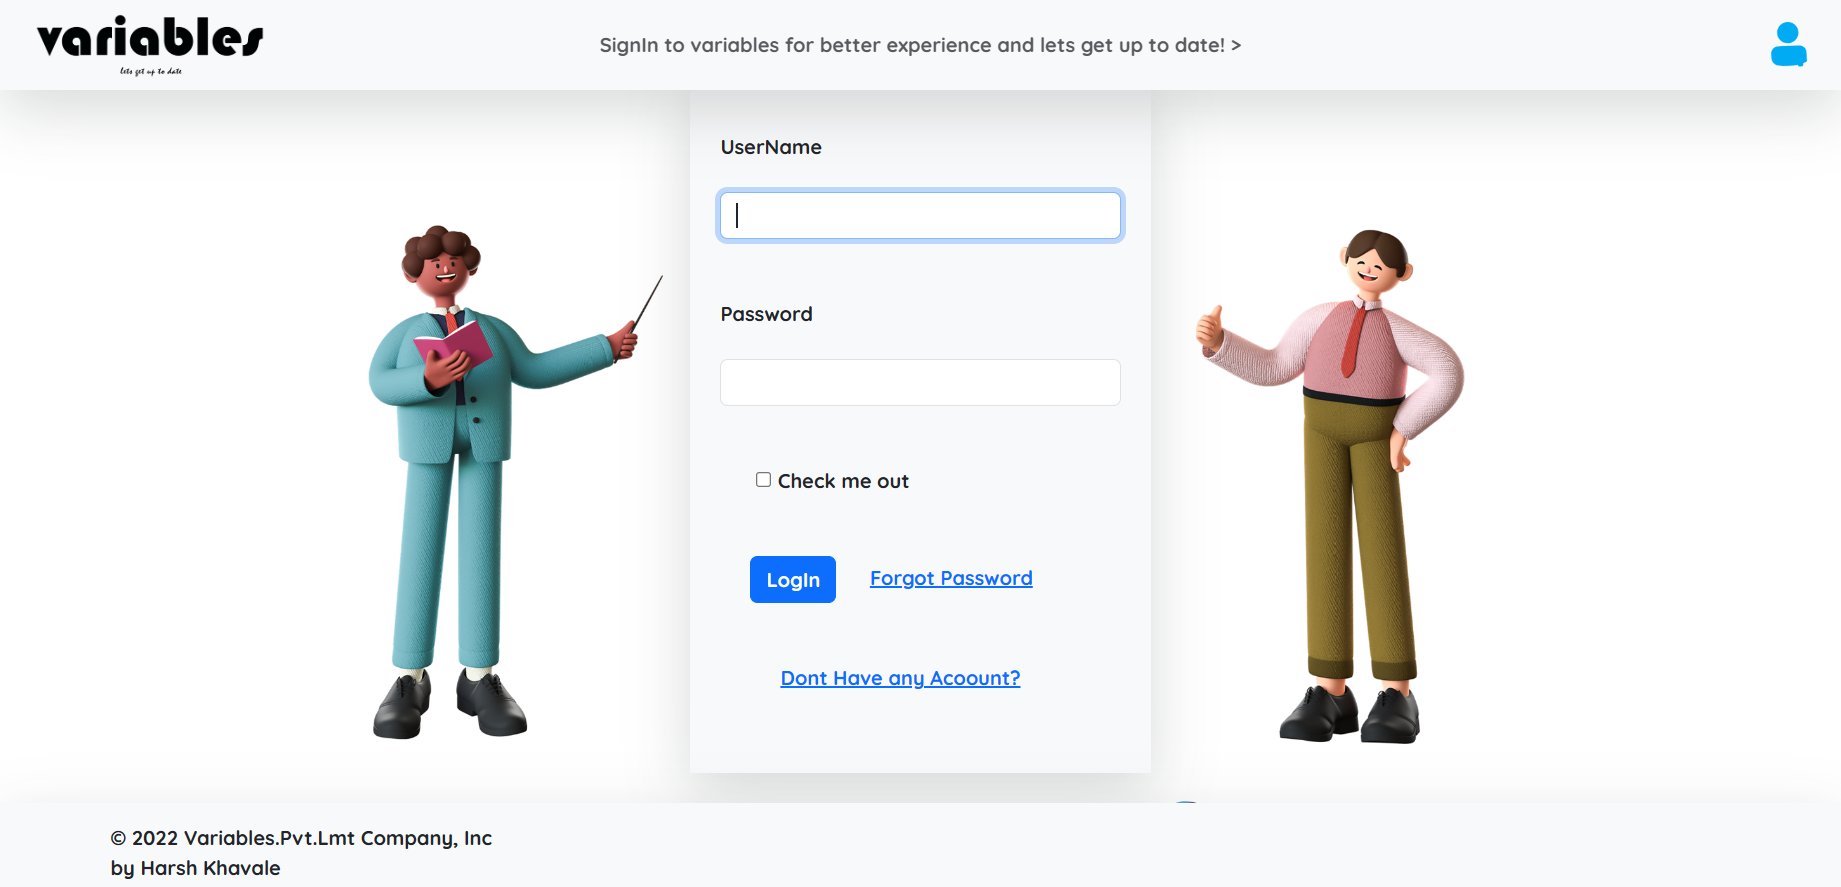 variables
lets get up to date
SignIn to variables for better experience and lets get up to date! >
UserName
Password
Check me out
LogIn
Forgot Password
Dont Have any Acoount?
© 2022 Variables.Pvt.Lmt Company, Inc
by Harsh Khavale